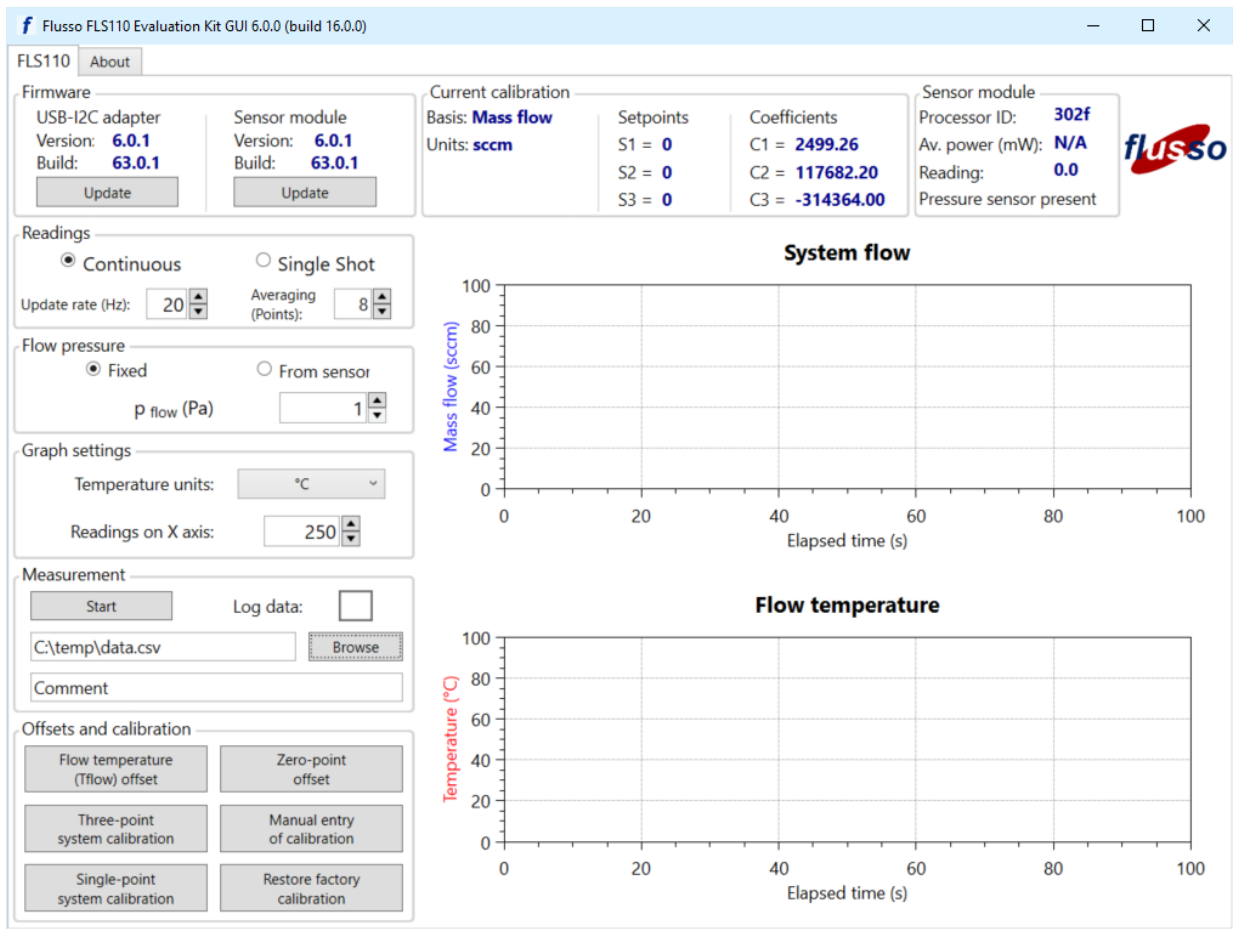 Flusso FLS110 Evaluation Kit GUI 6.0.0 (build 16.0.0)
FLS110 About
Firmware
USB-I2C adapter
Version: 6.0.1
Build: 63.0.1
Update
Sensor module
Version: 6.0.1
Build: 63.0.1
Update
Current calibration
Basis: Mass flow
Units: sccm
Setpoints
S1 = 0
S2 = 0
S3 = 0
Coefficients
C1 = 2499.26
C2 = 117682.20
C3 = -314364.00
Sensor module
Processor ID: 302f
Av. power (mW): N/A
Reading: 0.0
Pressure sensor present
flusso
Readings
Continuous Single Shot
Update rate (Hz): 20
Averaging
(Points): 8
Flow pressure
Fixed From sensor
p flow (Pa) 1
Graph settings
Temperature units: °C
Readings on X axis: 250
Measurement
Start Log data:
C:\temp\data.csv Browse
Comment
Offsets and calibration
Flow temperature
(Tflow) offset
Zero-point
offset
Three-point
system calibration
Manual entry
of calibration
Single-point
system calibration
Restore factory
calibration
System flow
Mass flow (sccm)
100
80
60
40
20
0
0 20 40 60 80 100
Elapsed time (s)
Flow temperature
Temperature (°C)
100
80
60
40
20
0
0 20 40 60 80 100
Elapsed time (s)